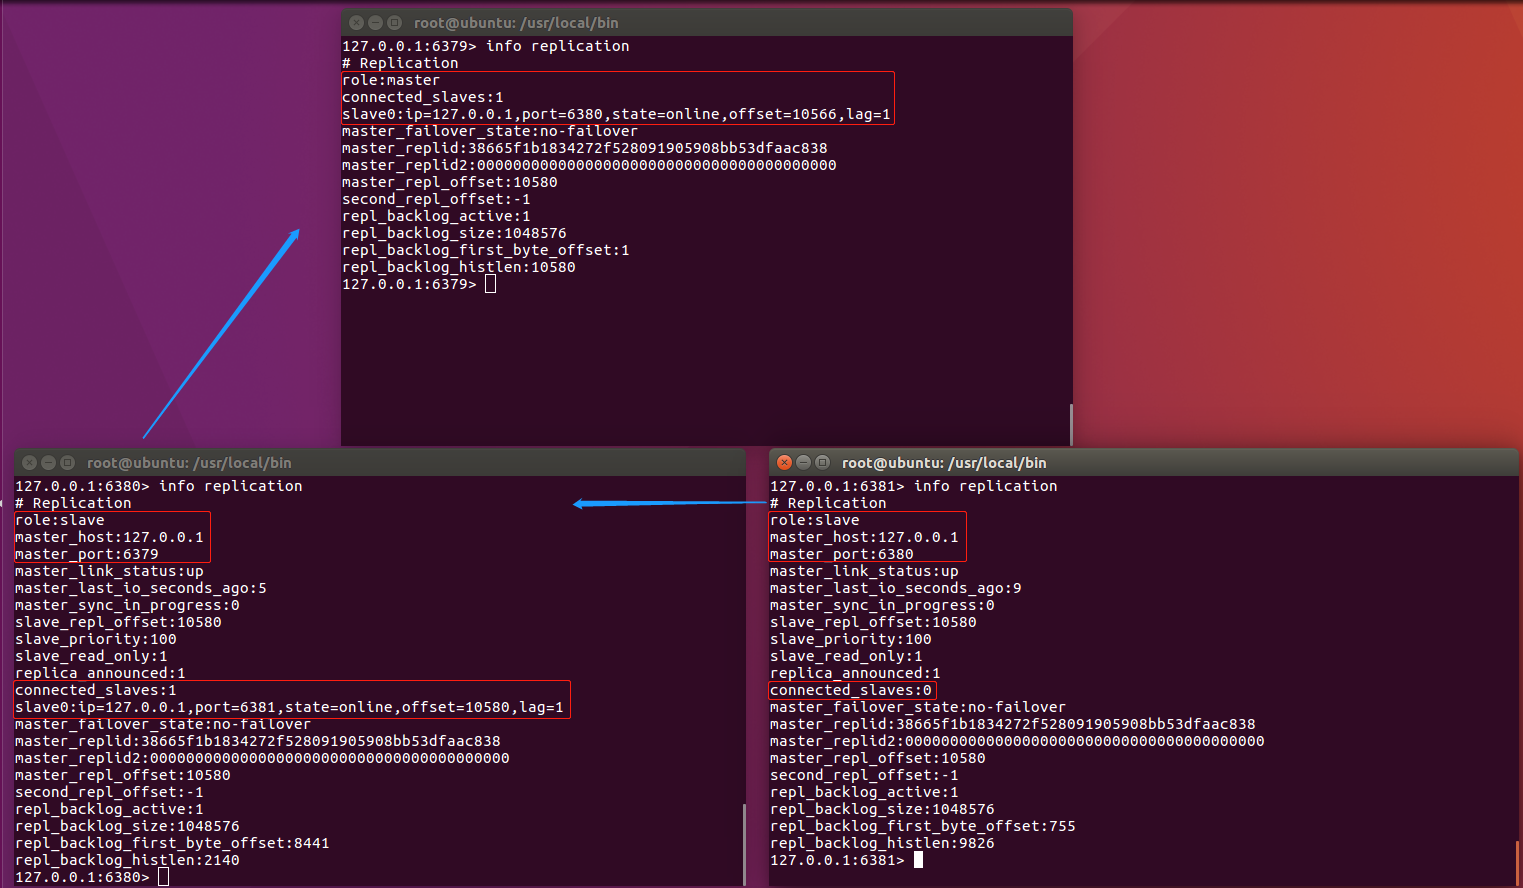 root@ubuntu: /usr/local/bin
127.0.0.1:6379> info replication
# Replication
role:master
connected_slaves:1
slave0:ip=127.0.0.1,port=6380,state=online,offset=10566,lag=1
master_failover_state:no-failover
master_replid:38665f1b1834272f528091905908bb53dfaac838
master_replid2:0000000000000000000000000000000000000000
master_repl_offset:10580
second_repl_offset:-1
repl_backlog_active:1
repl_backlog_size:1048576
repl_backlog_first_byte_offset:1
repl_backlog_histlen:10580
127.0.0.1:6379>
root@ubuntu: /usr/local/bin
127.0.0.1:6380> info replication
# Replication
role:slave
master_host:127.0.0.1
master_port:6379
master_link_status:up
master_last_io_seconds_ago:5
master_sync_in_progress:0
slave_repl_offset:10580
slave_priority:100
slave_read_only:1
replica_announced:1
connected_slaves:1
slave0:ip=127.0.0.1,port=6381,state=online,offset=10580,lag=1
master_failover_state:no-failover
master_replid:38665f1b1834272f528091905908bb53dfaac838
master_replid2:0000000000000000000000000000000000000000
master_repl_offset:10580
second_repl_offset:-1
repl_backlog_active:1
repl_backlog_size:1048576
repl_backlog_first_byte_offset:8441
repl_backlog_histlen:2140
127.0.0.1:6380>
root@ubuntu: /usr/local/bin
127.0.0.1:6381> info replication
# Replication
role:slave
master_host:127.0.0.1
master_port:6380
master_link_status:up
master_last_io_seconds_ago:9
master_sync_in_progress:0
slave_repl_offset:10580
slave_priority:100
slave_read_only:1
replica_announced:1
connected_slaves:0
master_failover_state:no-failover
master_replid:38665f1b1834272f528091905908bb53dfaac838
master_replid2:0000000000000000000000000000000000000000
master_repl_offset:10580
second_repl_offset:-1
repl_backlog_active:1
repl_backlog_size:1048576
repl_backlog_first_byte_offset:755
repl_backlog_histlen:9826
127.0.0.1:6381>